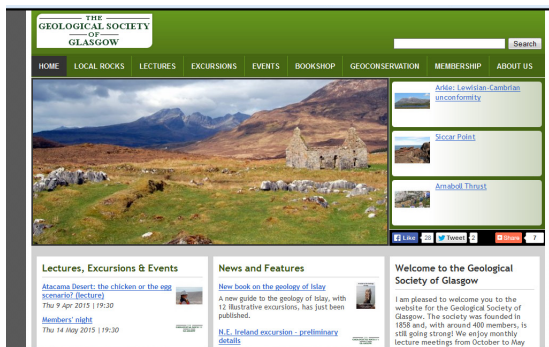 THE
GEOLOGICAL SOCIETY
OF
GLASGOW
Search
HOME LOCAL ROCKS LECTURES EXCURSIONS EVENTS BOOKSHOP GEOCONSERVATION MEMBERSHIP ABOUT US
Arkle: Lewisian-Cambrian
unconformity
Siccar Point
Arnaboll Thrust
Like 28 Tweet 2 Share 7
Lectures, Excursions & Events
Atacama Desert: the chicken or the egg
scenario? (lecture)
Thu 9 Apr 2015 | 19:30
Members' night
Thu 14 May 2015 | 19:30
News and Features
New book on the geology of Islay
A new guide to the geology of Islay, with
12 illustrative excursions, has just been
published.
N.E. Ireland excursion - preliminary
details
Welcome to the Geological
Society of Glasgow
I am pleased to welcome you to the
website for the Geological Society of
Glasgow. The society was founded in
1858 and, with around 400 members, is
still going strong! We enjoy monthly
lecture meetings from October to May